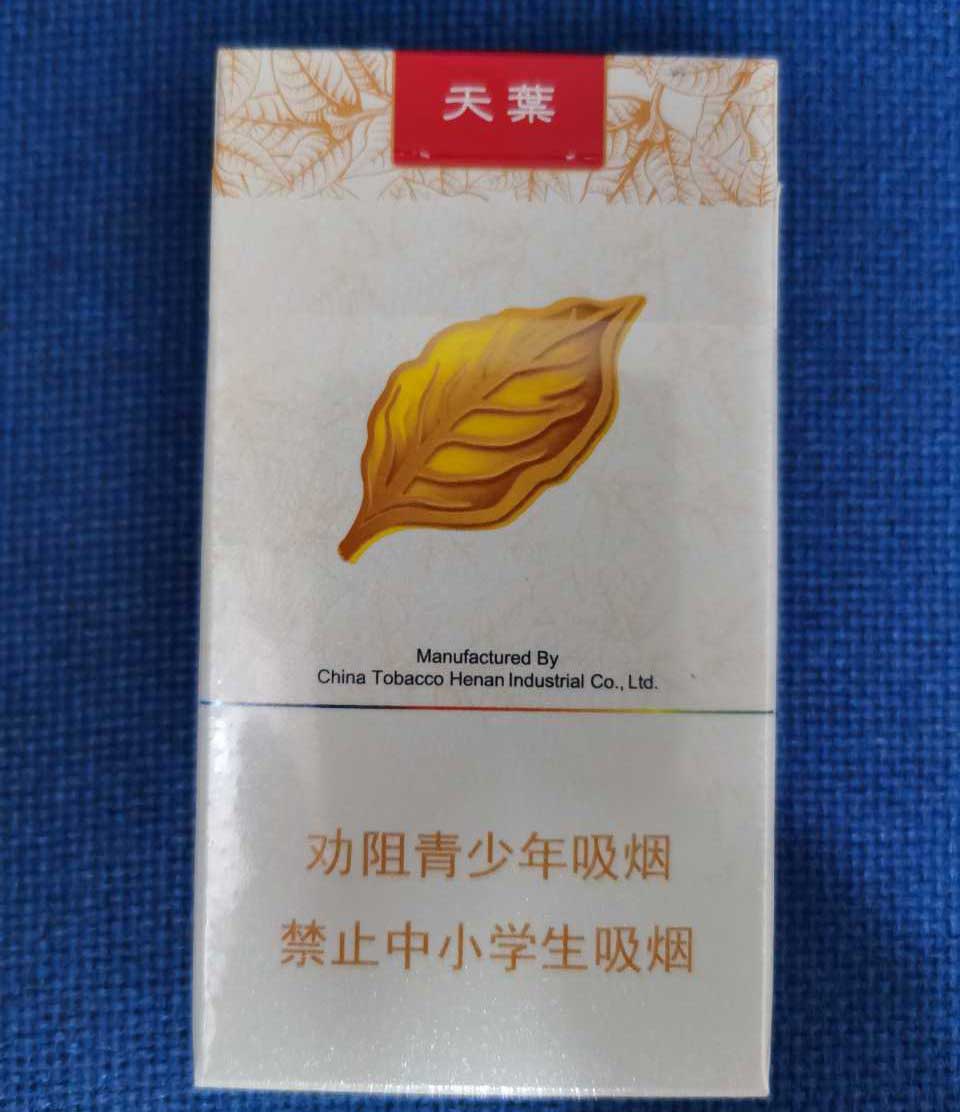 天葉
Manufactured By
China Tobacco Henan Industrial Co., Ltd.
劝阻青少年吸烟
禁止中小学生吸烟